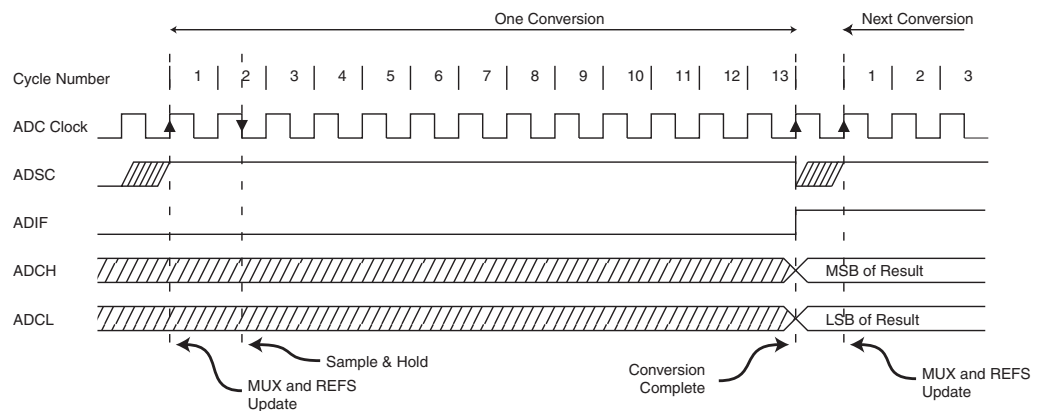 One Conversion
Next Conversion
Cycle Number 1 2 3 4 5 6 7 8 9 10 11 12 13 1 2 3
ADC Clock
ADSC
ADIF
ADCH MSB of Result
ADCL LSB of Result
Sample & Hold
MUX and REFS
Update
Conversion
Complete
MUX and REFS
Update